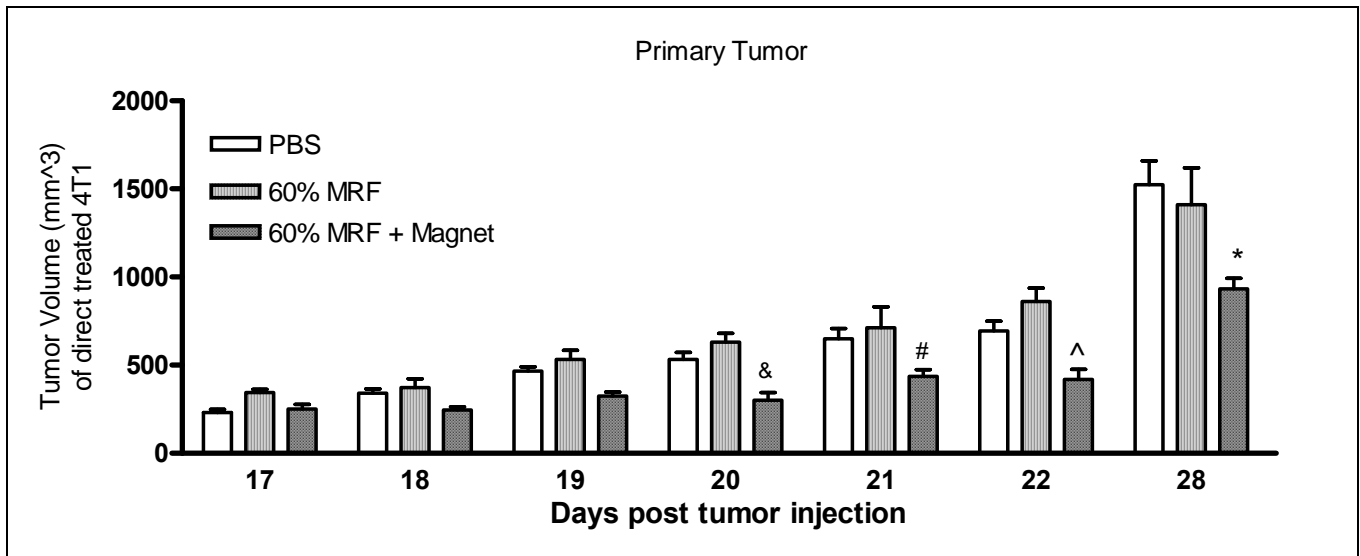 Primary Tumor
Tumor Volume (mm^3)
of direct treated 4T1
2000
1500
1000
500
0
PBS
60% MRF
60% MRF + Magnet
&
#
^
*
17 18 19 20 21 22 28
Days post tumor injection